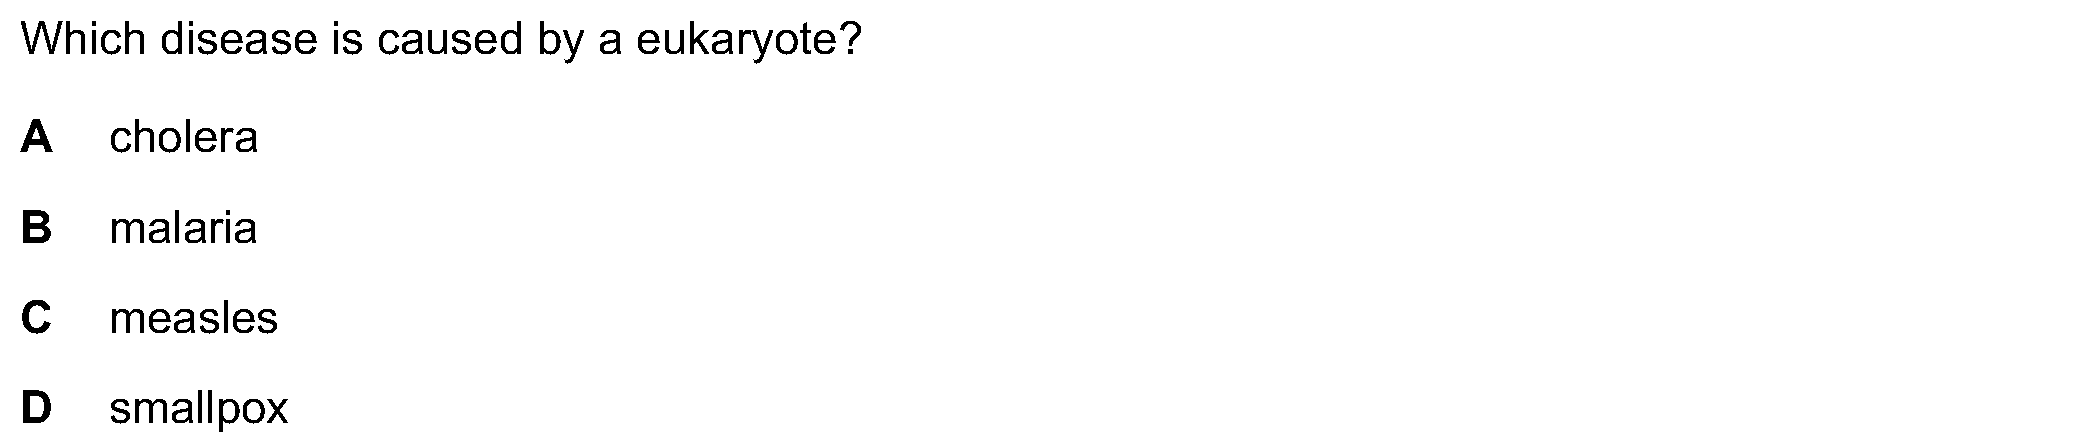 Which disease is caused by a eukaryote?
A cholera
B malaria
C measles
D smallpox